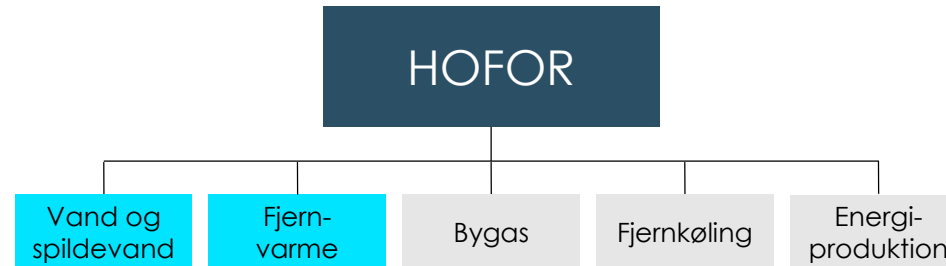 HOFOR
Vand og
spildevand
Fjern-
varme
Bygas
Fjernkøling
Energi-
produktion